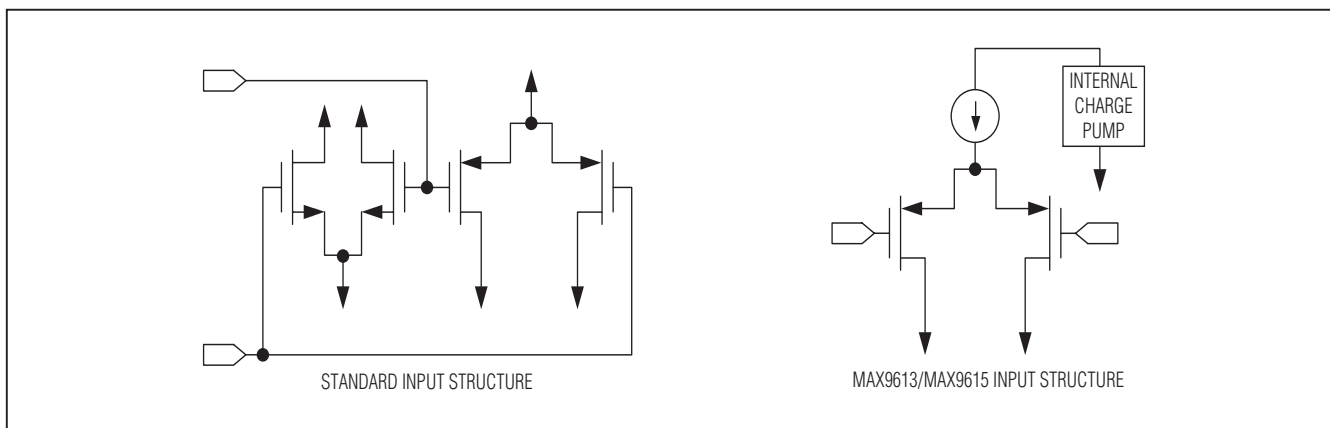 INTERNAL
CHARGE
PUMP
STANDARD INPUT STRUCTURE
MAX9613/MAX9615 INPUT STRUCTURE